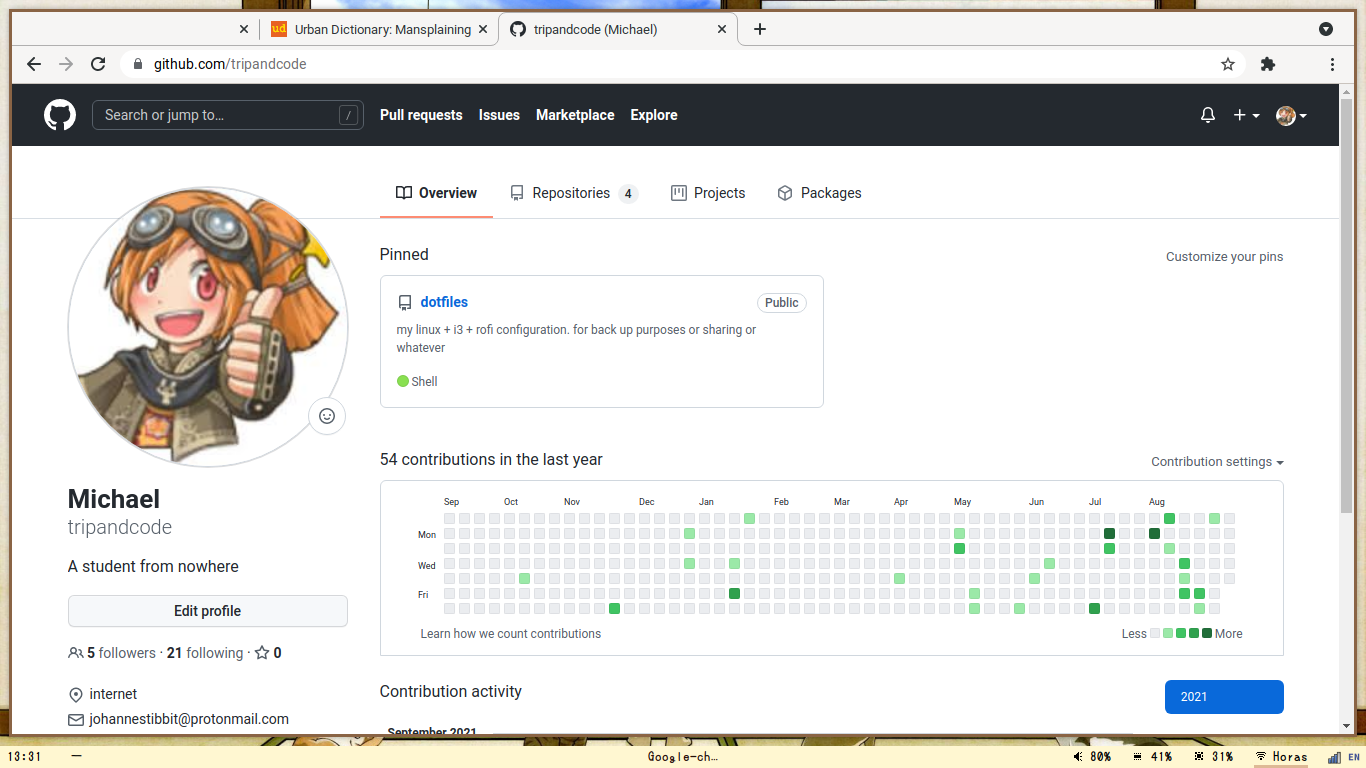 ud Urban Dictionary: Mansplaining
tripandcode (Michael)
github.com/tripandcode
Search or jump to… /
Pull requests Issues Marketplace Explore
Overview Repositories 4 Projects Packages
Pinned
Customize your pins
dotfiles Public
my linux + i3 + rofi configuration. for back up purposes or sharing or
whatever
Shell
Michael
tripandcode
A student from nowhere
Edit profile
5 followers · 21 following · 0
internet
johannestibbit@protonmail.com
54 contributions in the last year
Contribution settings
Sep Oct Nov Dec Jan Feb Mar Apr May Jun Jul Aug
Mon
Wed
Fri
Learn how we count contributions
Less More
Contribution activity
2021
September 2021
13:31 — Google-ch… 80% 41% 31% Horas EN